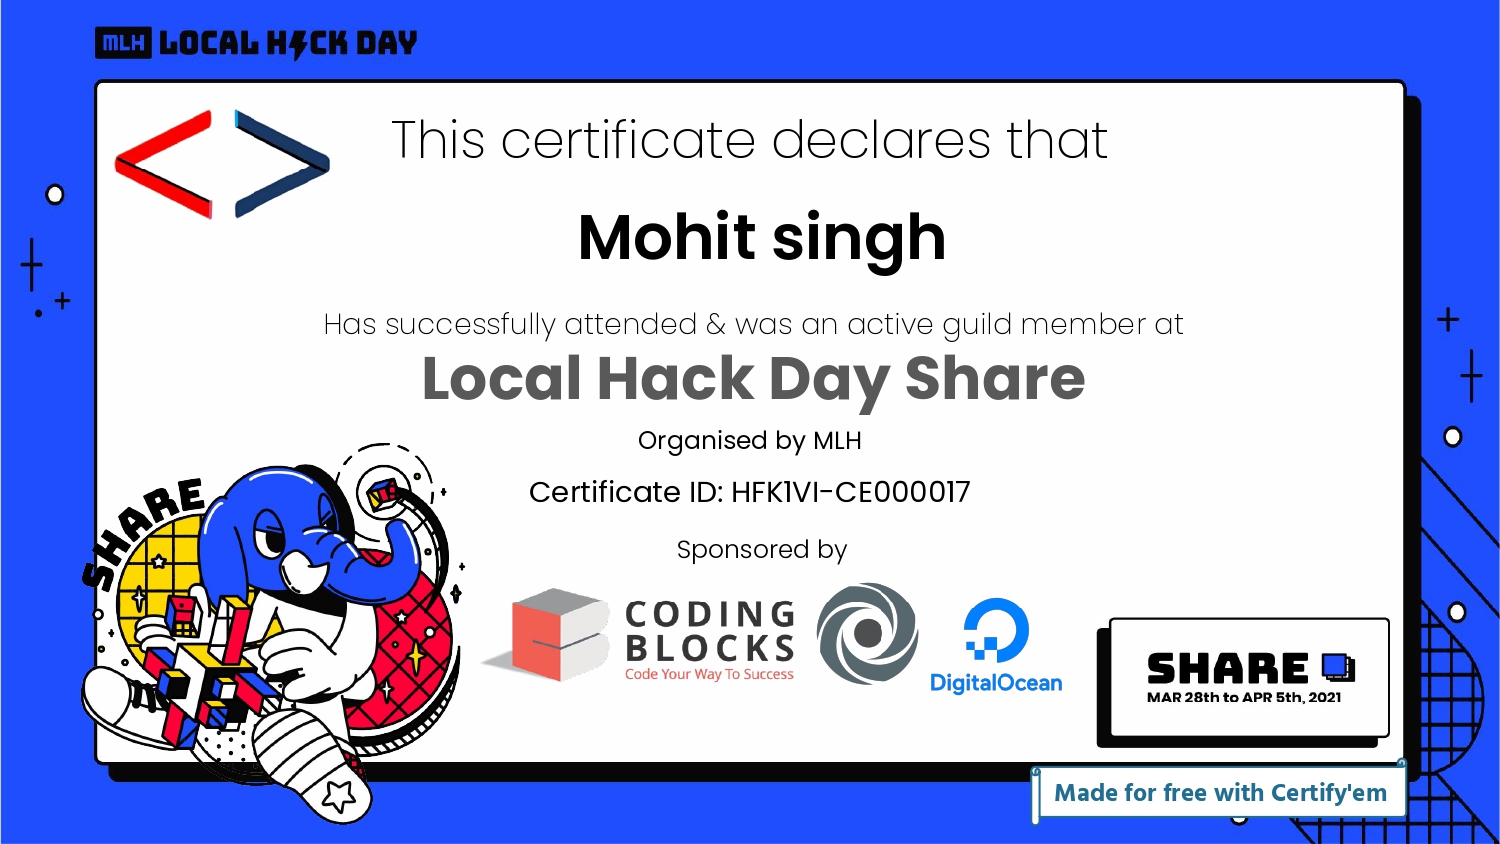 MLH LOCAL HACK DAY
This certificate declares that
Mohit singh
Has successfully attended & was an active guild member at
Local Hack Day Share
Organised by MLH
Certificate ID: HFK1VI-CE000017
Sponsored by
SHARE
CODING
BLOCKS
Code Your Way To Success
DigitalOcean
SHARE
MAR 28th to APR 5th, 2021
Made for free with Certify'em